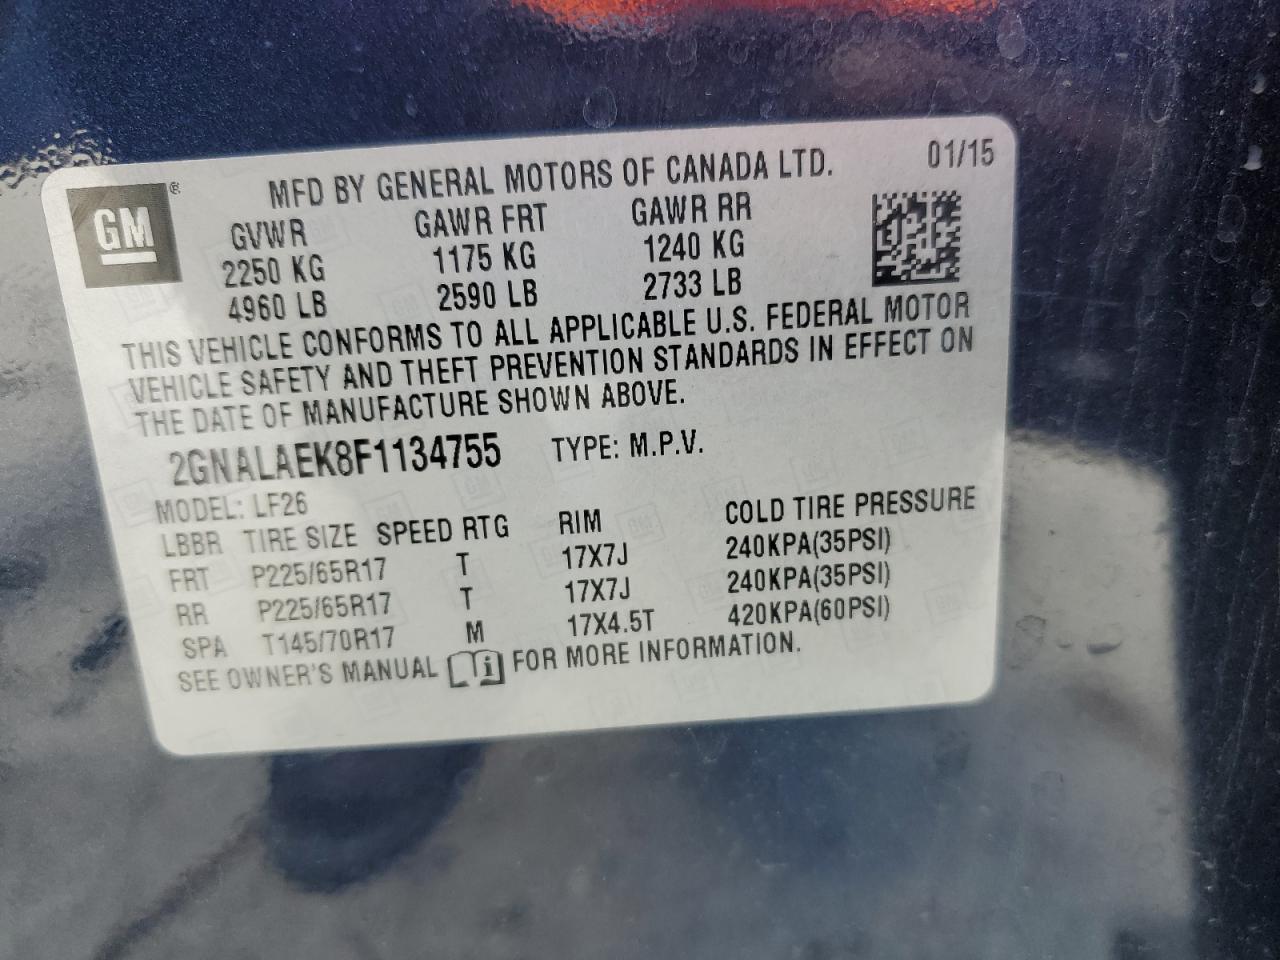 GM ®
MFD BY GENERAL MOTORS OF CANADA LTD. 01/15
GVWR GAWR FRT GAWR RR
2250 KG 1175 KG 1240 KG
4960 LB 2590 LB 2733 LB
THIS VEHICLE CONFORMS TO ALL APPLICABLE U.S. FEDERAL MOTOR
VEHICLE SAFETY AND THEFT PREVENTION STANDARDS IN EFFECT ON
THE DATE OF MANUFACTURE SHOWN ABOVE.
2GNALAEK8F1134755 TYPE: M.P.V.
MODEL: LF26
LBBR TIRE SIZE SPEED RTG RIM COLD TIRE PRESSURE
FRT P225/65R17 T 17X7J 240KPA(35PSI)
RR P225/65R17 T 17X7J 240KPA(35PSI)
SPA T145/70R17 M 17X4.5T 420KPA(60PSI)
SEE OWNER'S MANUAL FOR MORE INFORMATION.